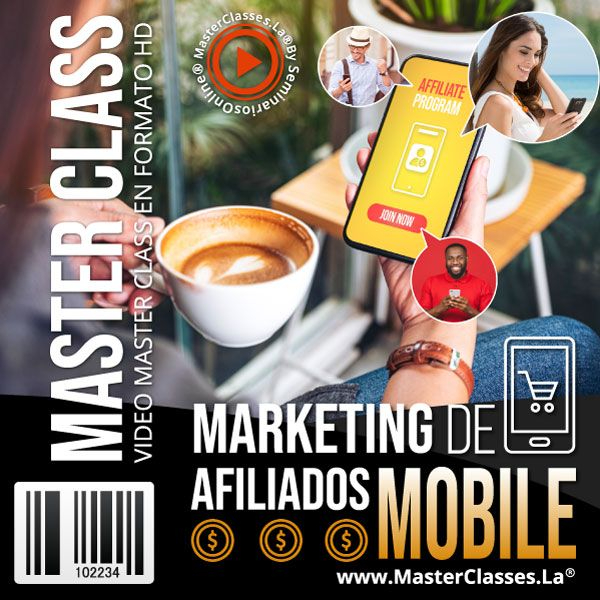 MASTER CLASS
VIDEO MASTER CLASS EN FORMATO HD
MasterClasses.La®By SeminariosOnline®
AFFILIATE
PROGRAM
JOIN NOW
MARKETING DE
AFILIADOS
MOBILE
$ $ $
102234
www.MasterClasses.La®